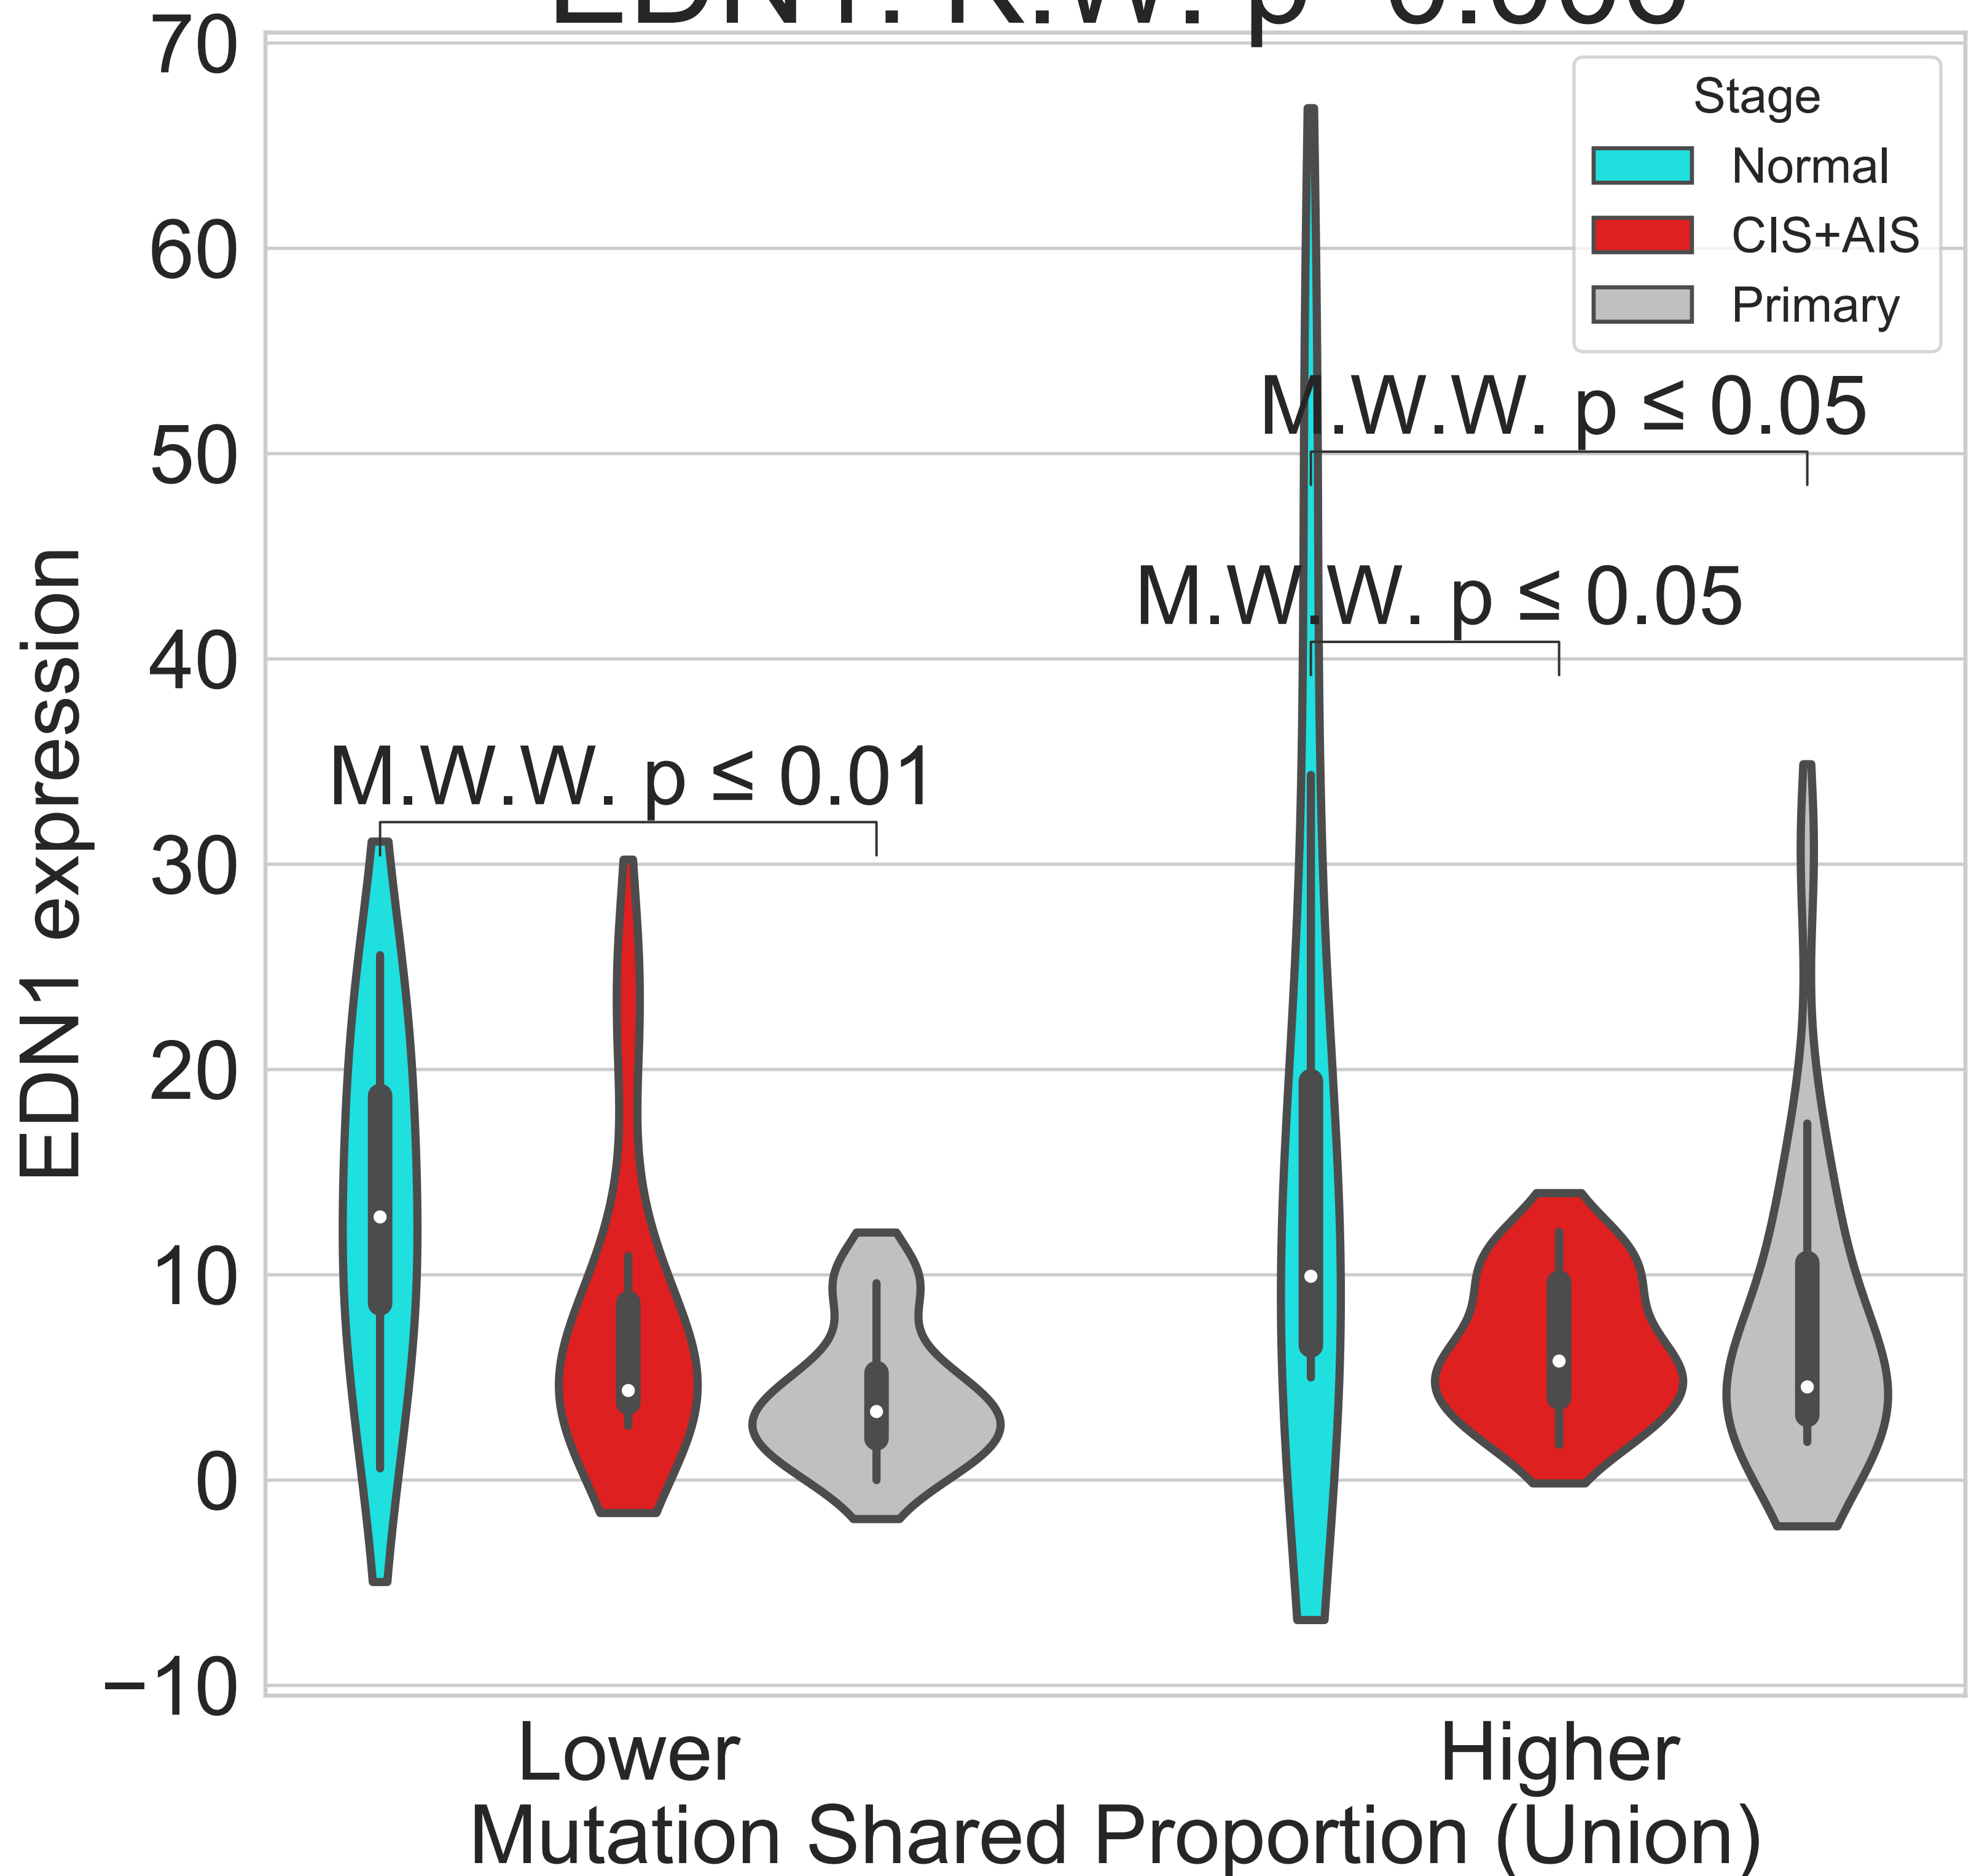 EDN1: K.W. p
70
60
50
40
30
20
10
0
−10
EDN1 expression
Stage
Normal
CIS+AIS
Primary
M.W.W. p ≤ 0.05
M.W.W. p ≤ 0.05
M.W.W. p ≤ 0.01
Lower
Higher
Mutation Shared Proportion (Union)